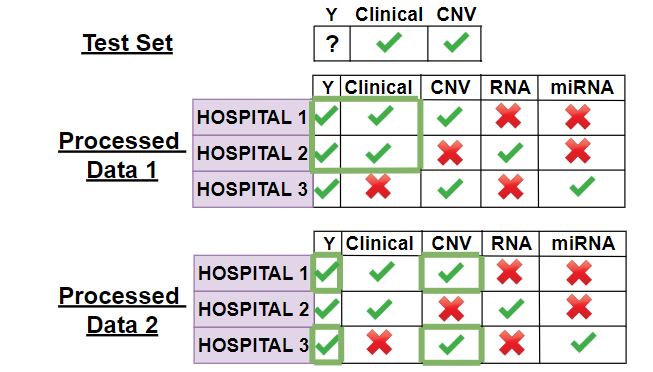 Y Clinical CNV
Test Set ?
Y Clinical CNV RNA miRNA
HOSPITAL 1
Processed HOSPITAL 2
Data 1
HOSPITAL 3
Y Clinical CNV RNA miRNA
HOSPITAL 1
Processed HOSPITAL 2
Data 2
HOSPITAL 3